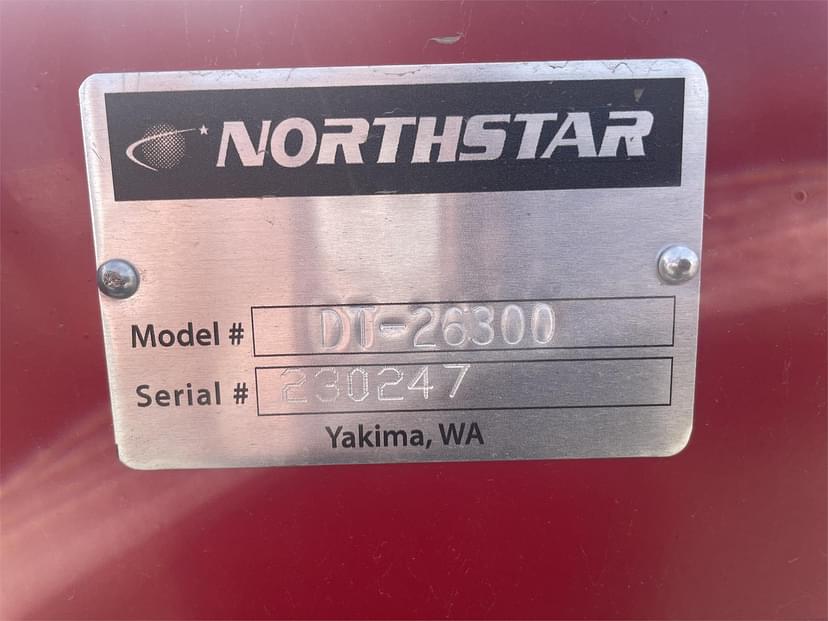 NORTHSTAR
Model # DT-26300
Serial # 230247
Yakima, WA